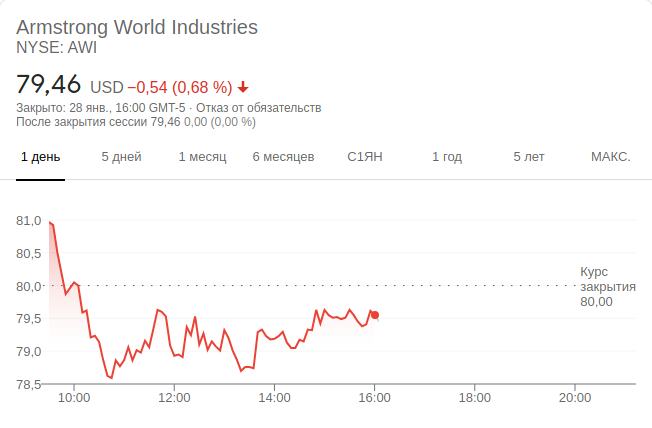 Armstrong World Industries
NYSE: AWI
79,46 USD −0,54 (0,68 %)
Закрыто: 28 янв., 16:00 GMT-5 · Отказ от обязательств
После закрытия сессии 79,46 0,00 (0,00 %)
1 день 5 дней 1 месяц 6 месяцев С1ЯН 1 год 5 лет МАКС.
81,0
80,5
Курс
80,0 закрытия
80,00
79,5
79,0
78,5
10:00 12:00 14:00 16:00 18:00 20:00